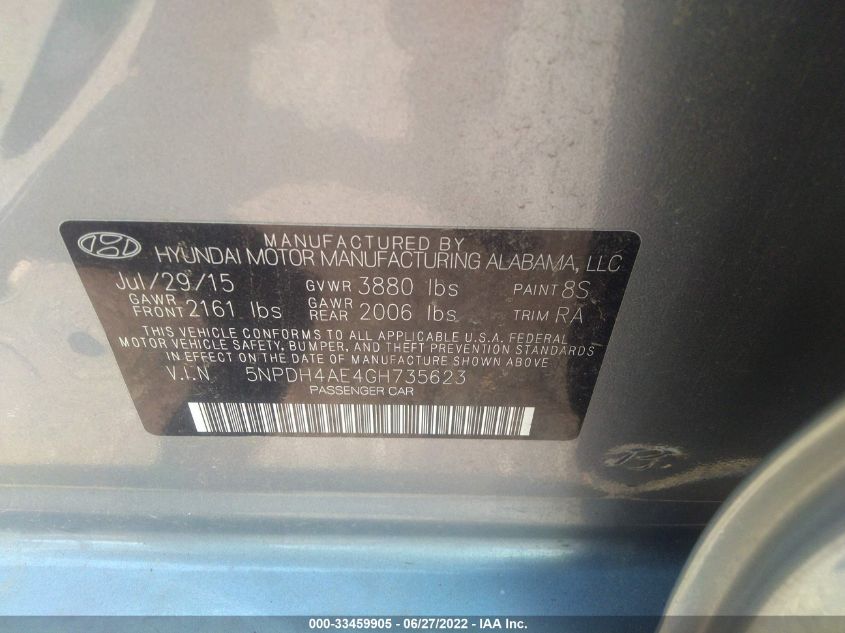 MANUFACTURED BY
HYUNDAI MOTOR MANUFACTURING ALABAMA, LLC
Jul/29/15 GVWR 3880 lbs PAINT 8S
GAWR FRONT 2161 lbs GAWR REAR 2006 lbs TRIM RA
THIS VEHICLE CONFORMS TO ALL APPLICABLE U.S.A. FEDERAL
MOTOR VEHICLE SAFETY, BUMPER, AND THEFT PREVENTION STANDARDS
IN EFFECT ON THE DATE OF MANUFACTURE SHOWN ABOVE
V.I.N 5NPDH4AE4GH735623
PASSENGER CAR
000-33459905 - 06/27/2022 - IAA Inc.